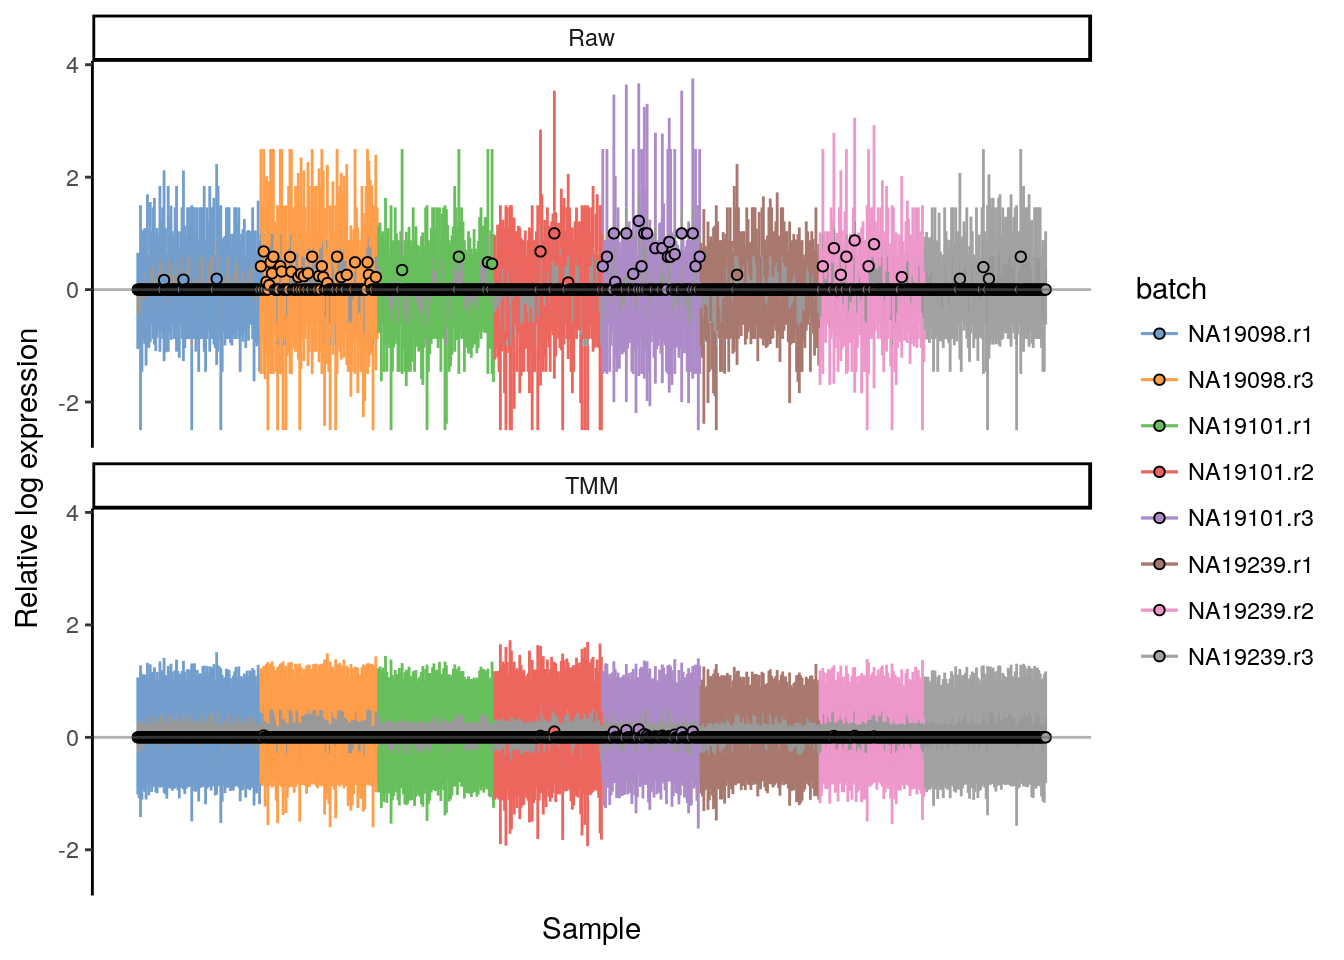 Raw
4
2
0
-2
TMM
4
2
0
-2
Relative log expression
Sample
batch
NA19098.r1
NA19098.r3
NA19101.r1
NA19101.r2
NA19101.r3
NA19239.r1
NA19239.r2
NA19239.r3